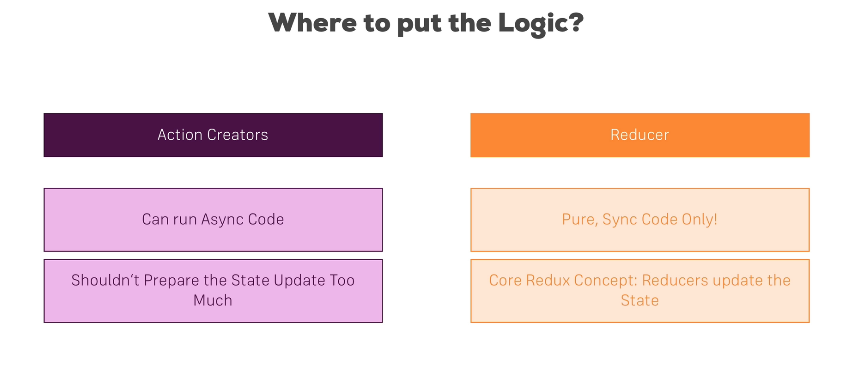 Where to put the Logic?
Action Creators
Reducer
Can run Async Code
Pure, Sync Code Only!
Shouldn't Prepare the State Update Too
Much
Core Redux Concept: Reducers update the
State